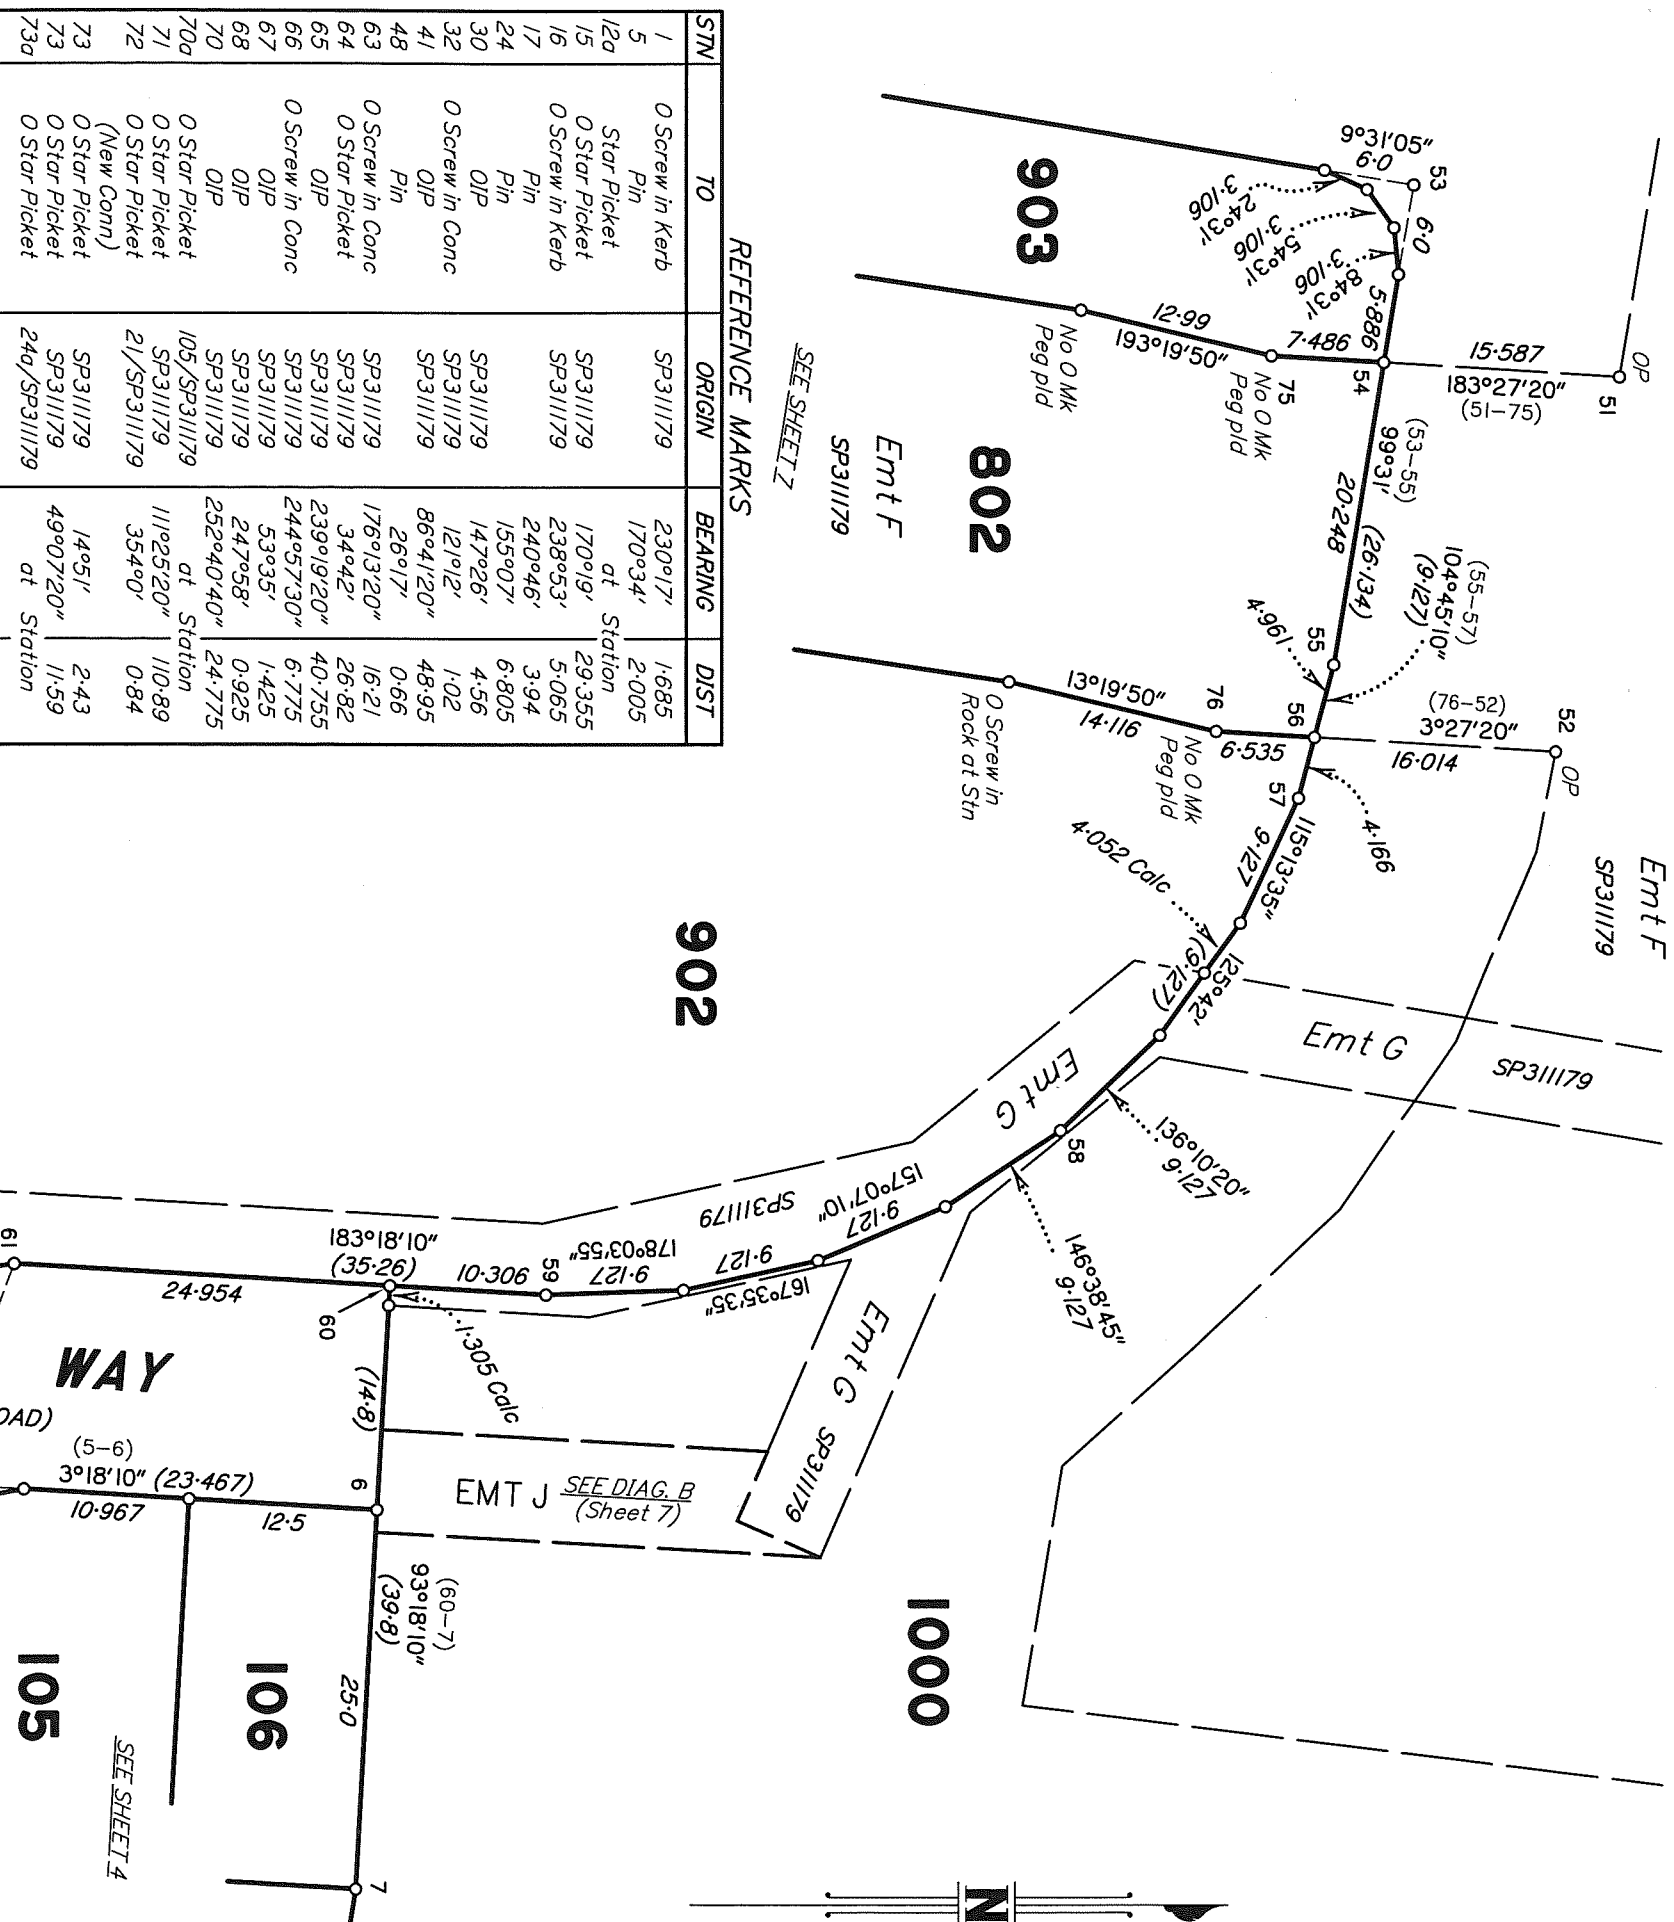 Emt F
SP311179
51
OP
15·587
183°27'20"
(51-75)
52
OP
(76-52)
3°27'20"
16·014
53
9°31'05"
6·0
6·0
24°31'
3·106
54°31'
3·106
84°31'
3·106
5·886
54
(53-55)
99°31'
20·248
(26·134)
55
(55-57)
104°45'10"
(9·127)
4·961
56
4·166
57
115°13'35"
9·127
4·052 Calc
125°42'
(9·127)
Emt G
SP311179
136°10'20"
9·127
58
146°38'45"
9·127
903
7·486
75
No O Mk
Peg pld
12·99
193°19'50"
No O Mk
Peg pld
802
Emt F
SP311179
SEE SHEET 7
6·535
76
No O Mk
Peg pld
13°19'50"
14·116
O Screw in
Rock at Stn
902
Emt G
SP311179
157°07'10"
9·127
167°35'35"
9·127
178°03'55"
9·127
59
10·306
Emt G
SP311179
1000
183°18'10"
(35·26)
60
1·305 Calc
24·954
61
(14·8)
EMT J
SEE DIAG. B
(Sheet 7)
WAY
OAD)
(5-6)
3°18'10"
(23·467)
10·967
12·5
6
(60-7)
93°18'10"
(39·8)
25·0
7
106
105
SEE SHEET 4
N
REFERENCE MARKS
STN TO ORIGIN BEARING DIST
1 O Screw in Kerb SP311179 230°17' 1·685
5 Pin 170°34' 2·005
12a Star Picket at Station
15 O Star Picket SP311179 170°19' 29·355
16 O Screw in Kerb SP311179 238°53' 5·065
17 Pin 240°46' 3·94
24 Pin 155°07' 6·805
30 OIP SP311179 147°26' 4·56
32 O Screw in Conc SP311179 121°12' 1·02
41 OIP SP311179 86°41'20" 48·95
48 Pin 26°17' 0·66
63 O Screw in Conc SP311179 176°13'20" 16·21
64 O Star Picket SP311179 34°42' 26·82
65 OIP SP311179 239°19'20" 40·755
66 O Screw in Conc SP311179 244°57'30" 6·775
67 OIP SP311179 53°35' 1·425
68 OIP SP311179 247°58' 0·925
70 OIP SP311179 252°40'40" 24·775
70a O Star Picket 105/SP311179 at Station
71 O Star Picket SP311179 111°25'20" 110·89
72 O Star Picket 21/SP311179 354°0' 0·84
(New Conn)
73 O Star Picket SP311179 14°51' 2·43
73 O Star Picket SP311179 49°07'20" 11·59
73a O Star Picket 24a/SP311179 at Station